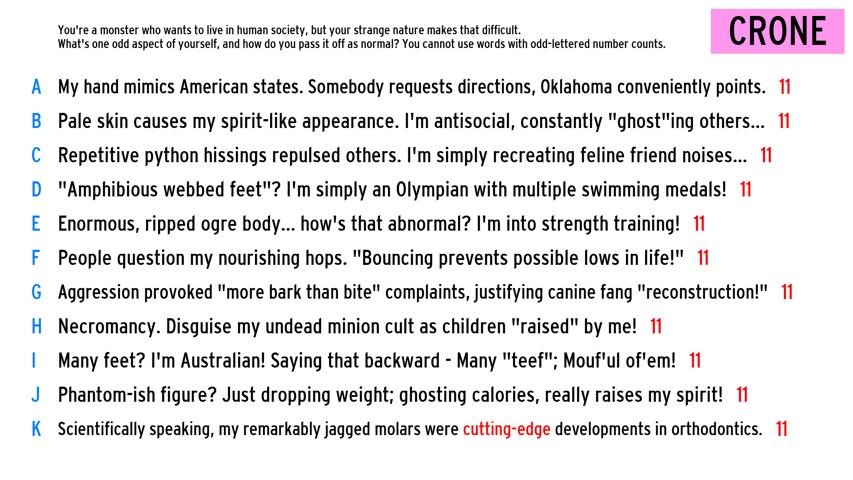 You're a monster who wants to live in human society, but your strange nature makes that difficult.
What's one odd aspect of yourself, and how do you pass it off as normal? You cannot use words with odd-lettered number counts.
CRONE
A My hand mimics American states. Somebody requests directions, Oklahoma conveniently points. 11
B Pale skin causes my spirit-like appearance. I'm antisocial, constantly "ghost"ing others... 11
C Repetitive python hissings repulsed others. I'm simply recreating feline friend noises... 11
D "Amphibious webbed feet"? I'm simply an Olympian with multiple swimming medals! 11
E Enormous, ripped ogre body... how's that abnormal? I'm into strength training! 11
F People question my nourishing hops. "Bouncing prevents possible lows in life!" 11
G Aggression provoked "more bark than bite" complaints, justifying canine fang "reconstruction!" 11
H Necromancy. Disguise my undead minion cult as children "raised" by me! 11
I Many feet? I'm Australian! Saying that backward - Many "teef"; Mouf'ul of'em! 11
J Phantom-ish figure? Just dropping weight; ghosting calories, really raises my spirit! 11
K Scientifically speaking, my remarkably jagged molars were cutting-edge developments in orthodontics. 11